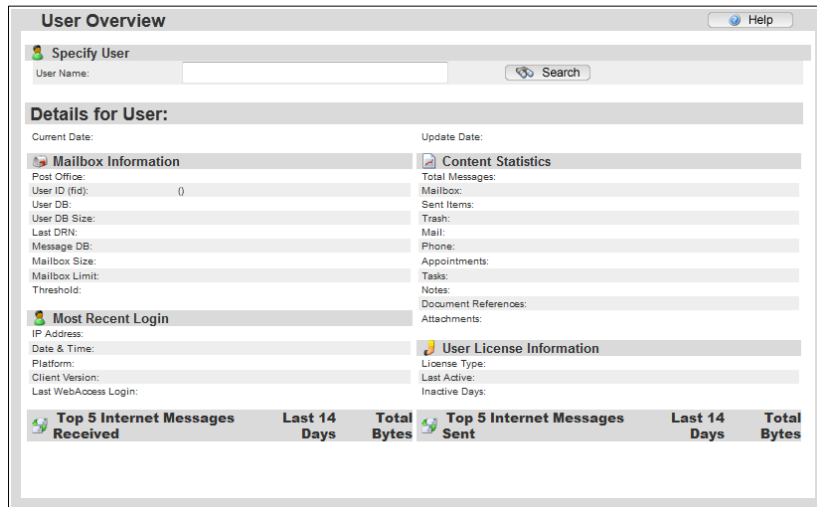 User Overview
Help
Specify User
User Name:
Search
Details for User:
Current Date:
Update Date:
Mailbox Information
Post Office:
User ID (fid): ()
User DB:
User DB Size:
Last DRN:
Message DB:
Mailbox Size:
Mailbox Limit:
Threshold:
Most Recent Login
IP Address:
Date & Time:
Platform:
Client Version:
Last WebAccess Login:
Content Statistics
Total Messages:
Mailbox:
Sent Items:
Trash:
Mail:
Phone:
Appointments:
Tasks:
Notes:
Document References:
Attachments:
User License Information
License Type:
Last Active:
Inactive Days:
Top 5 Internet Messages Received Last 14 Days Total Bytes
Top 5 Internet Messages Sent Last 14 Days Total Bytes